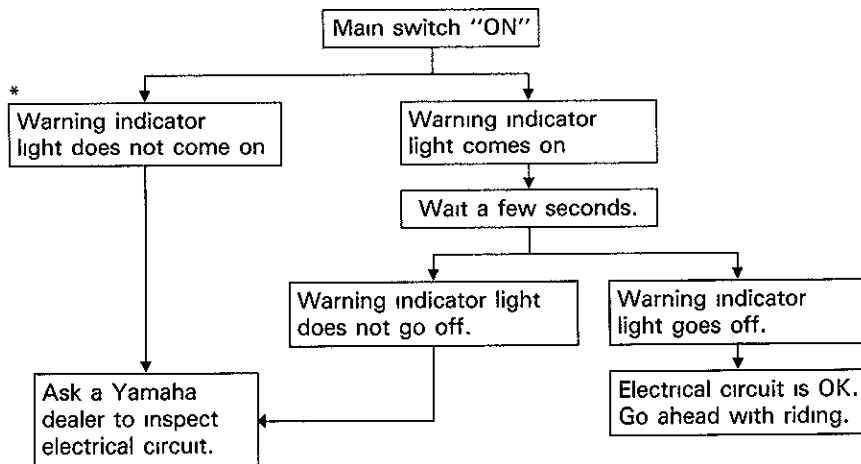 Main switch "ON"
*
Warning indicator
light does not come on
Warning indicator
light comes on
Wait a few seconds.
Warning indicator light
does not go off.
Warning indicator
light goes off.
Ask a Yamaha
dealer to inspect
electrical circuit.
Electrical circuit is OK.
Go ahead with riding.